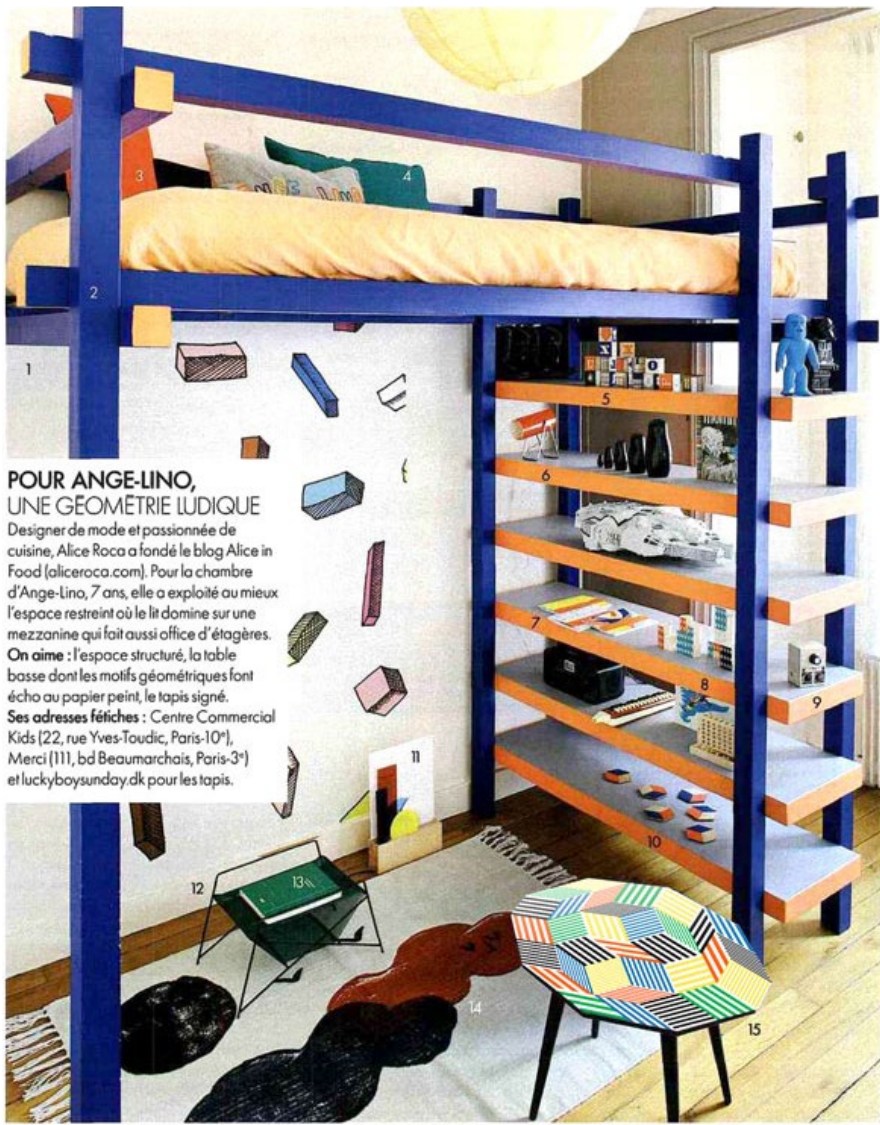 3
4
2
1
5
6
POUR ANGE-LINO,
UNE GÉOMÉTRIE LUDIQUE
Designer de mode et passionnée de
cuisine, Alice Roca a fondé le blog Alice in
Food (aliceroca.com). Pour la chambre
d'Ange-Lino, 7 ans, elle a exploité au mieux
l'espace restreint où le lit domine sur une
mezzanine qui fait aussi office d'étagères.
On aime : l'espace structuré, la table
basse dont les motifs géométriques font
écho au papier peint, le tapis signé.
Ses adresses fétiches : Centre Commercial
Kids (22, rue Yves-Toudic, Paris-10ᵉ),
Merci (111, bd Beaumarchais, Paris-3ᵉ)
et luckyboysunday.dk pour les tapis.
7
8
9
11
10
12
13
14
15